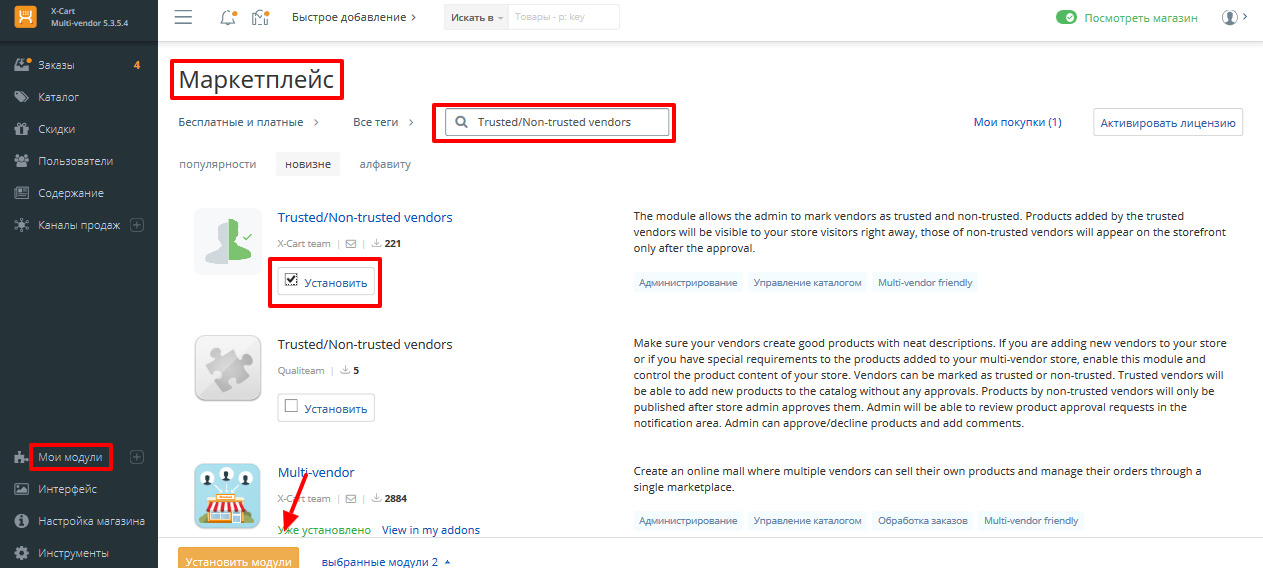 X-Cart
Multi-vendor 5.3.5.4
Быстрое добавление
Искать в
Товары - p: key
Посмотреть магазин
Заказы 4
Каталог
Скидки
Пользователи
Содержание
Каналы продаж
Мои модули
Интерфейс
Настройка магазина
Инструменты
Маркетплейс
Бесплатные и платные
Все теги
Trusted/Non-trusted vendors
Мои покупки (1)
Активировать лицензию
популярности
новизне
алфавиту
Trusted/Non-trusted vendors
X-Cart team | 221
Установить
The module allows the admin to mark vendors as trusted and non-trusted. Products added by the trusted
vendors will be visible to your store visitors right away, those of non-trusted vendors will appear on the storefront
only after the approval.
Администрирование
Управление каталогом
Multi-vendor friendly
Trusted/Non-trusted vendors
Qualiteam | 5
Установить
Make sure your vendors create good products with neat descriptions. If you are adding new vendors to your store
or if you have special requirements to the products added to your multi-vendor store, enable this module and
control the product content of your store. Vendors can be marked as trusted or non-trusted. Trusted vendors will
be able to add new products to the catalog without any approvals. Products by non-trusted vendors will only be
published after store admin approves them. Admin will be able to review product approval requests in the
notification area. Admin can approve/decline products and add comments.
Multi-vendor
X-Cart team | 2884
Уже установлено View in my addons
Create an online mall where multiple vendors can sell their own products and manage their orders through a
single marketplace.
Администрирование
Управление каталогом
Обработка заказов
Multi-vendor friendly
Установить модули
выбранные модули 2